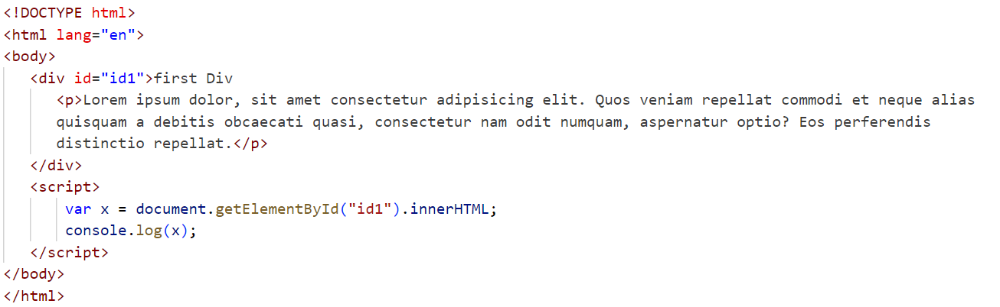 <!DOCTYPE html>
<html lang="en">
<body>
<div id="id1">first Div
<p>Lorem ipsum dolor, sit amet consectetur adipisicing elit. Quos veniam repellat commodi et neque alias
quisquam a debitis obcaecati quasi, consectetur nam odit numquam, aspernatur optio? Eos perferendis
distinctio repellat.</p>
</div>
<script>
var x = document.getElementById("id1").innerHTML;
console.log(x);
</script>
</body>
</html>